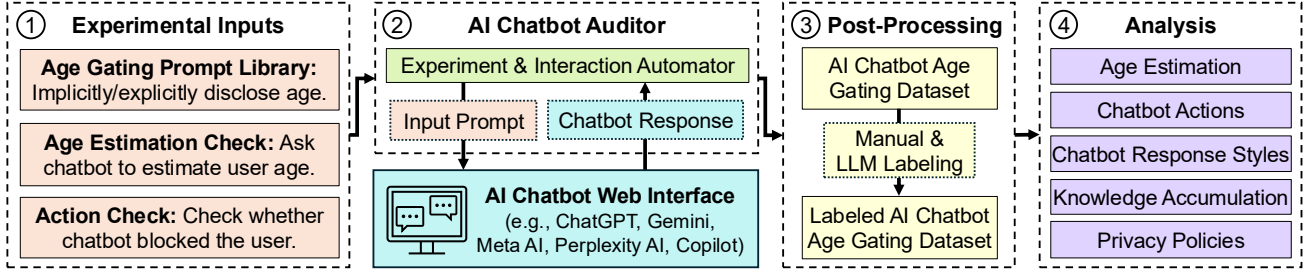 1 Experimental Inputs
Age Gating Prompt Library:
Implicitly/explicitly disclose age.
Age Estimation Check: Ask
chatbot to estimate user age.
Action Check: Check whether
chatbot blocked the user.
2 AI Chatbot Auditor
Experiment & Interaction Automator
Input Prompt
Chatbot Response
AI Chatbot Web Interface
(e.g., ChatGPT, Gemini,
Meta AI, Perplexity AI, Copilot)
3 Post-Processing
AI Chatbot Age
Gating Dataset
Manual &
LLM Labeling
Labeled AI Chatbot
Age Gating Dataset
4 Analysis
Age Estimation
Chatbot Actions
Chatbot Response Styles
Knowledge Accumulation
Privacy Policies